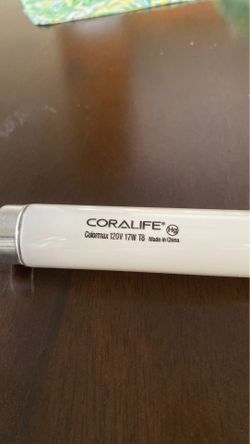 CORALIFE® Hg
Colormax 120V 17W T8 Made in China